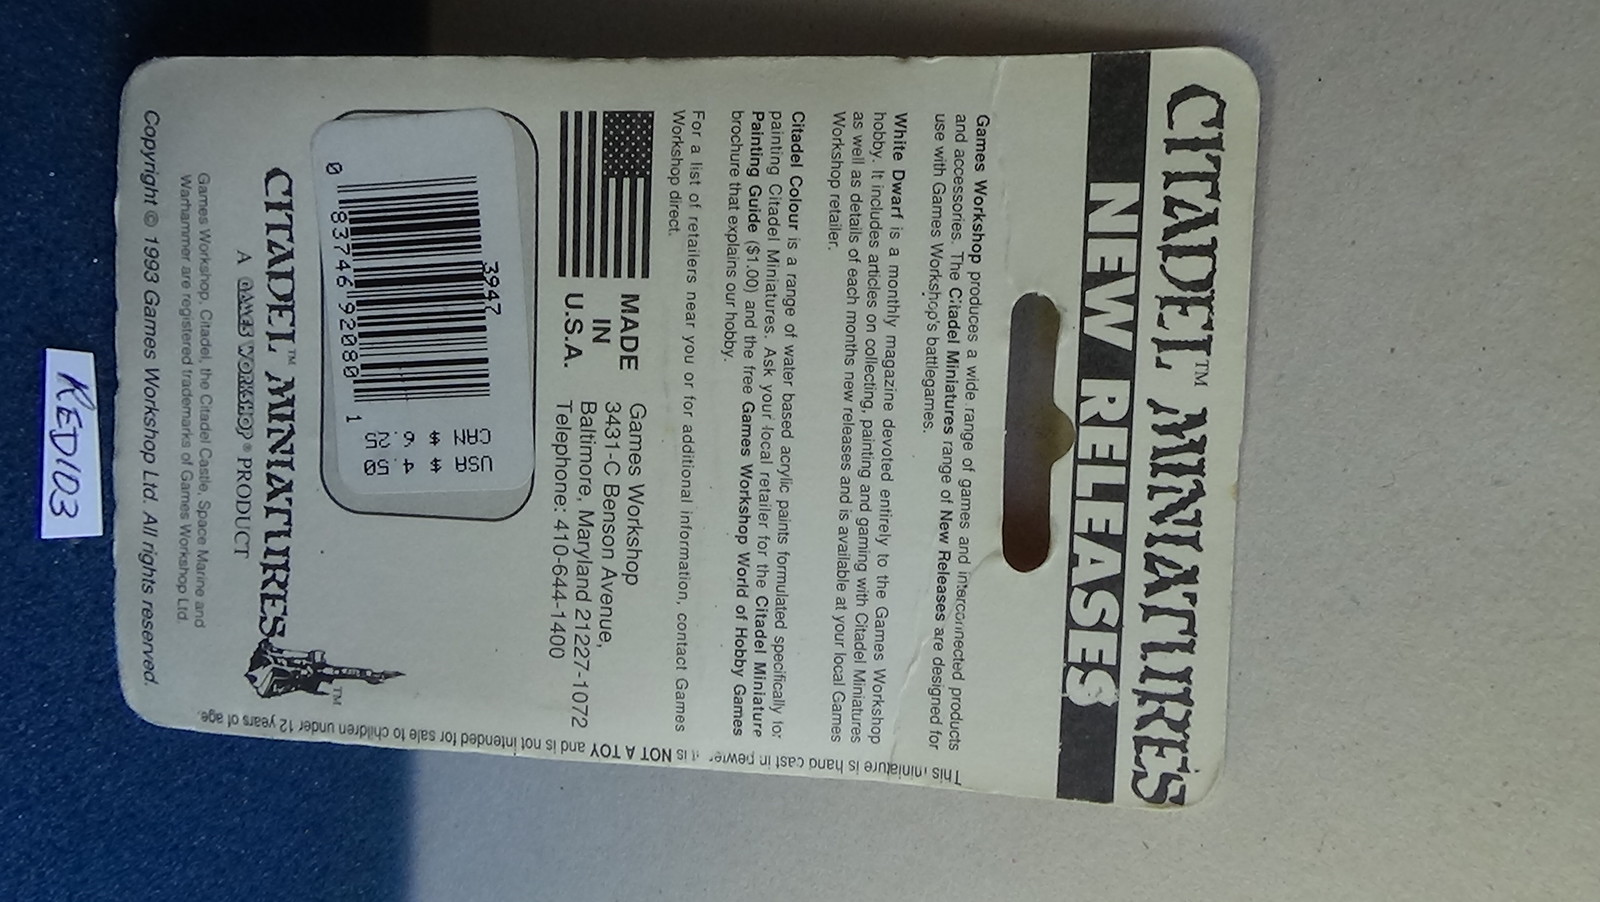 CITADEL™ MINIATURES
NEW RELEASES
Games Workshop produces a wide range of games and interconnected products
and accessories. The Citadel Miniatures range of New Releases are designed for
use with Games Workshop's battlegames.
White Dwarf is a monthly magazine devoted entirely to the Games Workshop
hobby. It includes articles on collecting, painting and gaming with Citadel Miniatures
as well as details of each months new releases and is available at your local Games
Workshop retailer.
Citadel Colour is a range of water based acrylic paints formulated specifically for
painting Citadel Miniatures. Ask your local retailer for the Citadel Miniature
Painting Guide ($1.00) and the free Games Workshop World of Hobby Games
brochure that explains our hobby.
For a list of retailers near you or for additional information, contact Games
Workshop direct.
MADE
IN
U.S.A.
Games Workshop
3431-C Benson Avenue,
Baltimore, Maryland 21227-1072
Telephone: 410-644-1400
3947
0 83746 92080 1
USA $ 4.50
CAN $ 6.25
CITADEL™ MINIATURES
™
A GAMES WORKSHOP® PRODUCT
Games Workshop, Citadel, the Citadel Castle, Space Marine and
Warhammer are registered trademarks of Games Workshop Ltd.
Copyright © 1993 Games Workshop Ltd. All rights reserved.
This miniature is hand cast in pewter. It is NOT A TOY and is not intended for sale to children under 12 years of age.
RED103